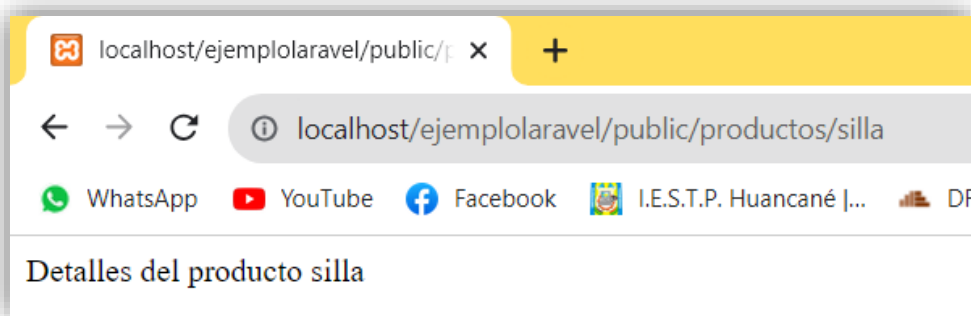 localhost/ejemplolaravel/public/
localhost/ejemplolaravel/public/productos/silla
WhatsApp YouTube Facebook I.E.S.T.P. Huancané |...
Detalles del producto silla